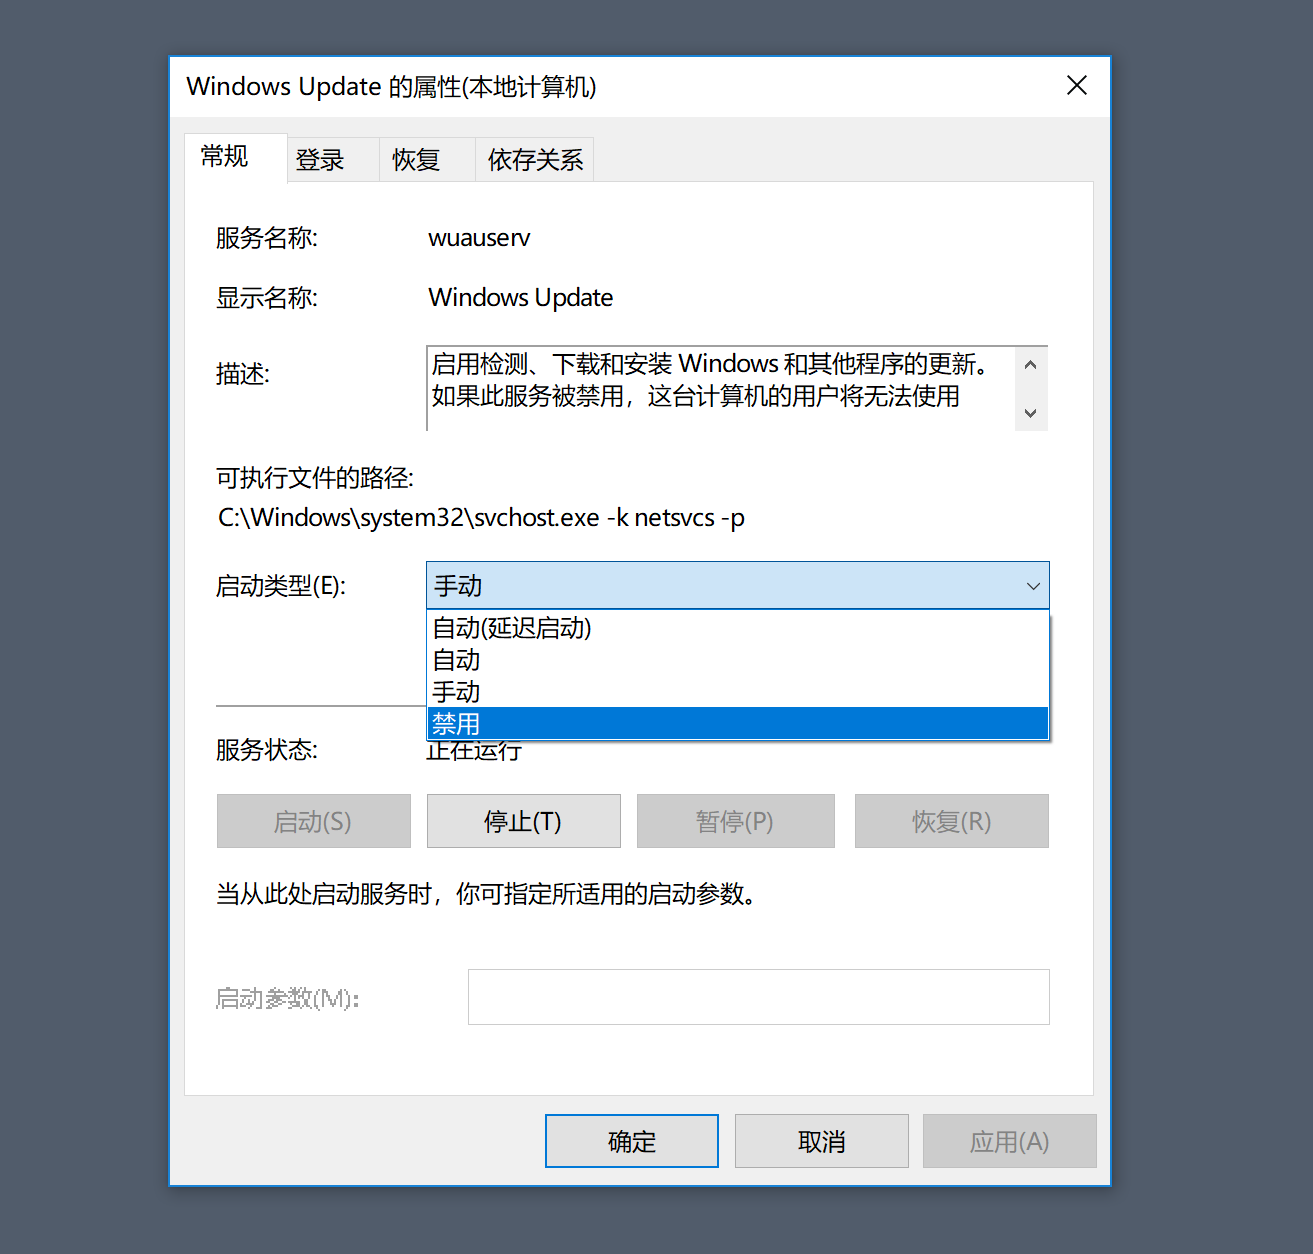 Windows Update 的属性(本地计算机)
常规 登录 恢复 依存关系
服务名称: wuauserv
显示名称: Windows Update
描述: 启用检测、下载和安装 Windows 和其他程序的更新。
如果此服务被禁用，这台计算机的用户将无法使用
可执行文件的路径:
C:\Windows\system32\svchost.exe -k netsvcs -p
启动类型(E): 手动
自动(延迟启动)
自动
手动
禁用
服务状态: 正在运行
启动(S) 停止(T) 暂停(P) 恢复(R)
当从此处启动服务时，你可指定所适用的启动参数。
启动参数(M):
确定 取消 应用(A)